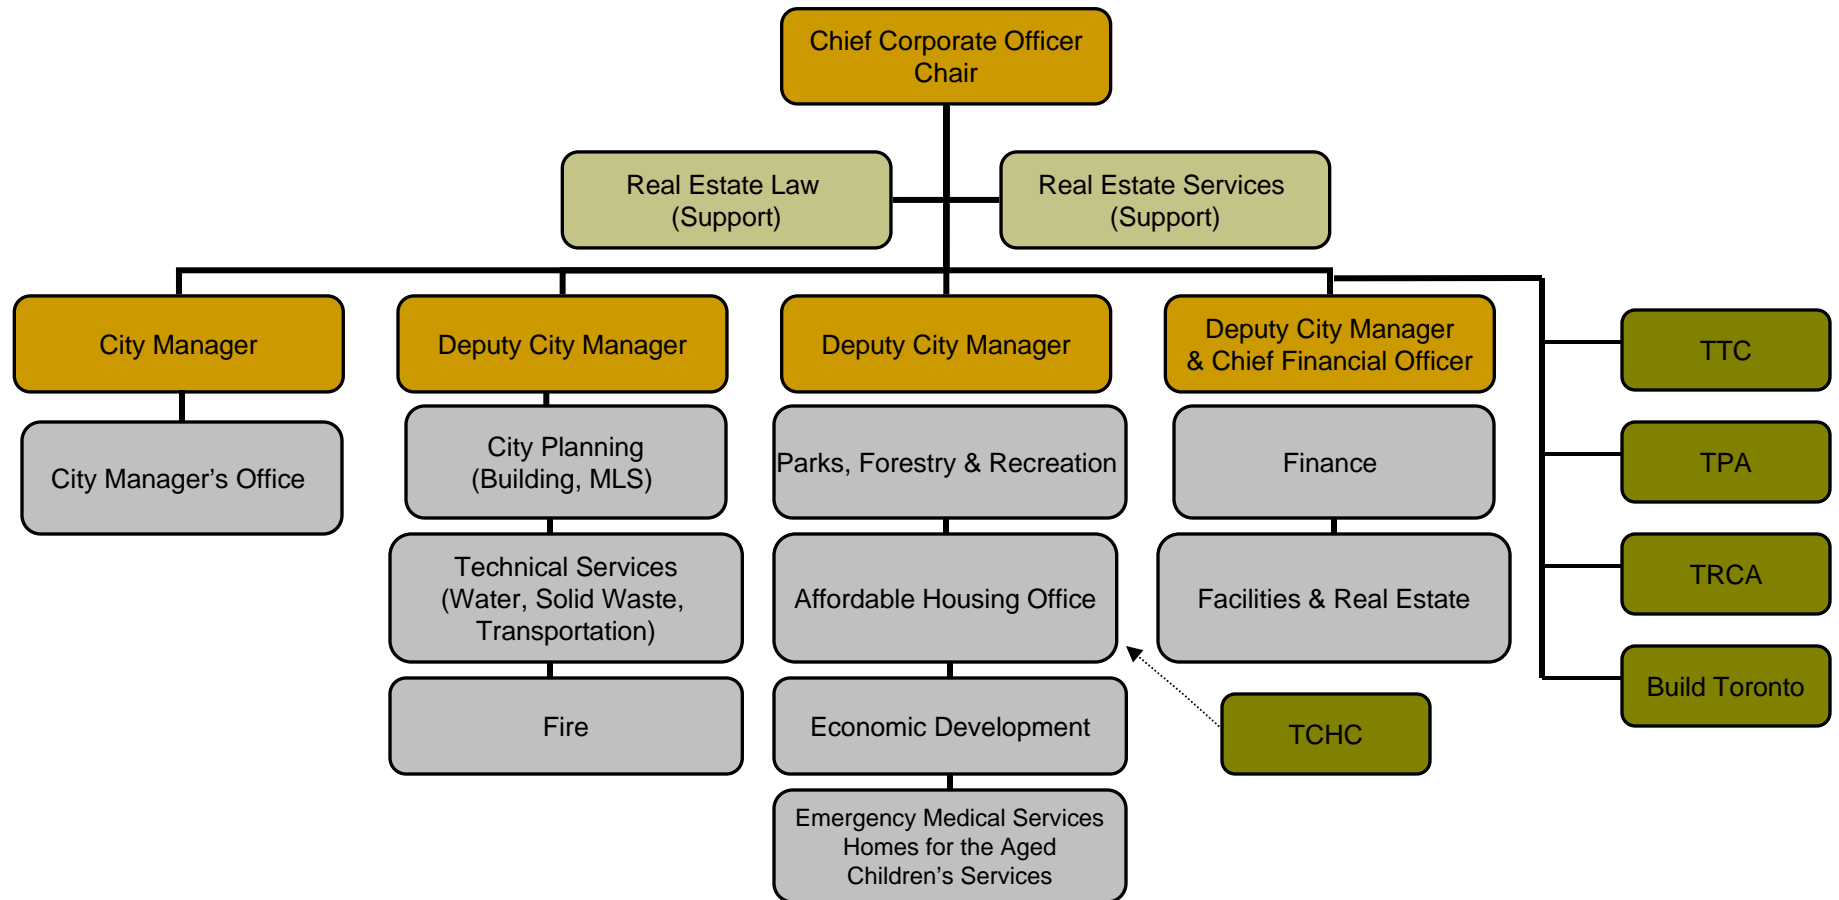 Chief Corporate Officer
Chair
Real Estate Law
(Support)
Real Estate Services
(Support)
City Manager
Deputy City Manager
Deputy City Manager
Deputy City Manager
& Chief Financial Officer
TTC
City Manager’s Office
City Planning
(Building, MLS)
Parks, Forestry & Recreation
Finance
TPA
Technical Services
(Water, Solid Waste,
Transportation)
Affordable Housing Office
Facilities & Real Estate
TRCA
Fire
Economic Development
TCHC
Build Toronto
Emergency Medical Services
Homes for the Aged
Children’s Services